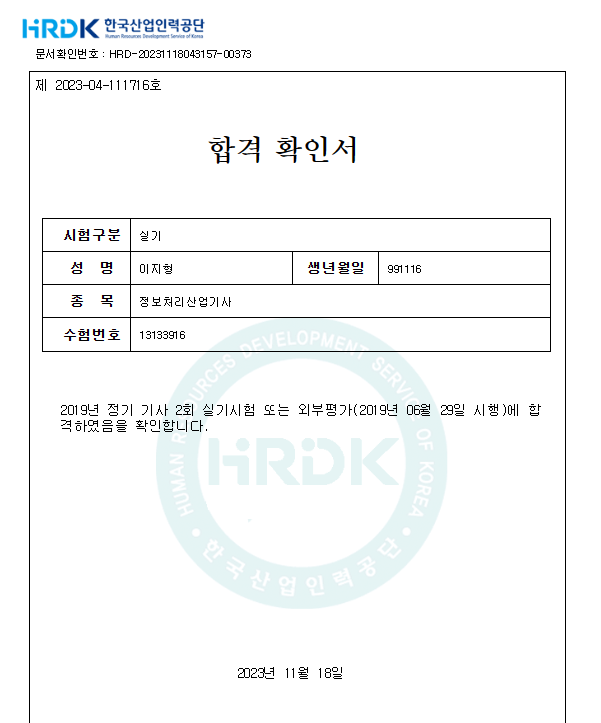 HRDK 한국산업인력공단
Human Resources Development Service of Korea
문서확인번호 : HRD-20231118043157-00373
제 2023-04-111716호
합격 확인서
시험구분 실기
성 명 이지형 생년월일 991116
종 목 정보처리산업기사
수험번호 13133916
2019년 정기 기사 2회 실기시험 또는 외부평가(2019년 06월 29일 시행)에 합
격하였음을 확인합니다.
HUMAN RESOURCES DEVELOPMENT SERVICE OF KOREA
HRDK
한국산업인력공단
2023년 11월 18일